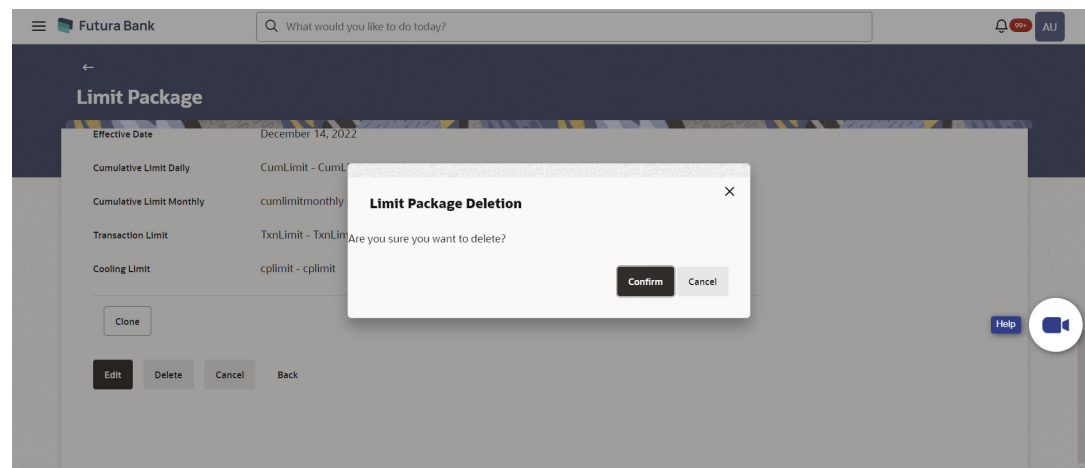 Futura Bank
What would you like to do today?
99+
AU
Limit Package
Effective Date December 14, 2022
Cumulative Limit Daily CumLimit - CumL
Cumulative Limit Monthly cumlimitmonthly
Transaction Limit TxnLimit - TxnLim
Cooling Limit cplimit - cplimit
Limit Package Deletion
Are you sure you want to delete?
Confirm Cancel
Clone
Help
Edit Delete Cancel Back